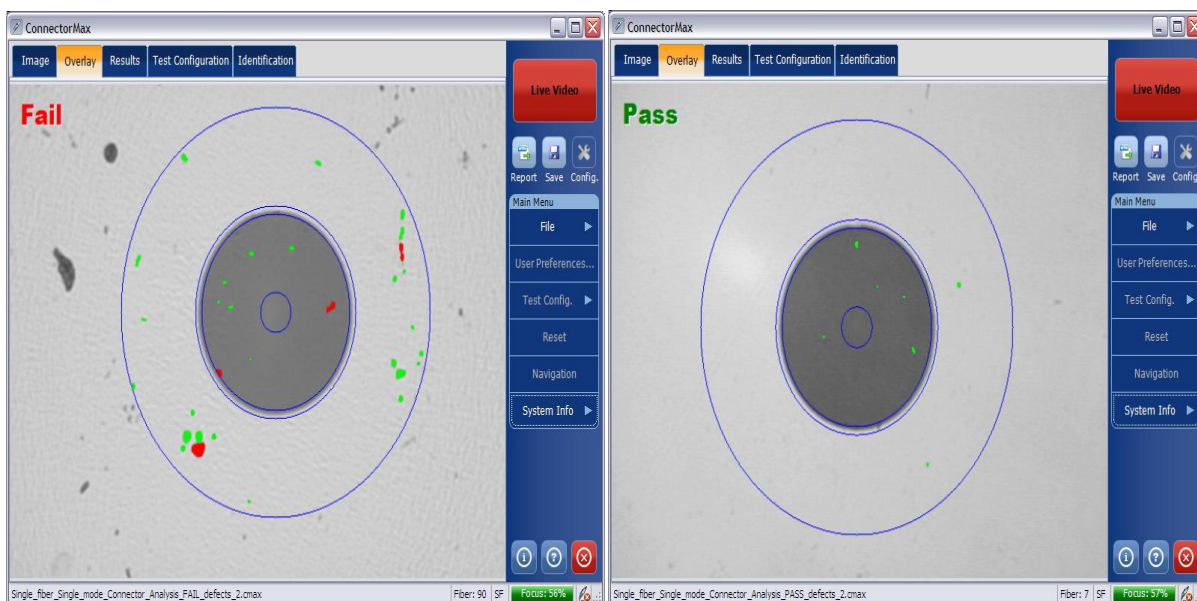 ConnectorMax
Image Overlay Results Test Configuration Identification
Fail
Live Video
Report Save Config.
Main Menu
File
User Preferences...
Test Config.
Reset
Navigation
System Info
Single_fiber_Single_mode_Connector_Analysis_FAIL_defects_2.cmax Fiber: 90 SF Focus: 56%
ConnectorMax
Image Overlay Results Test Configuration Identification
Pass
Live Video
Report Save Config.
Main Menu
File
User Preferences...
Test Config.
Reset
Navigation
System Info
Single_fiber_Single_mode_Connector_Analysis_PASS_defects_2.cmax Fiber: 7 SF Focus: 57%